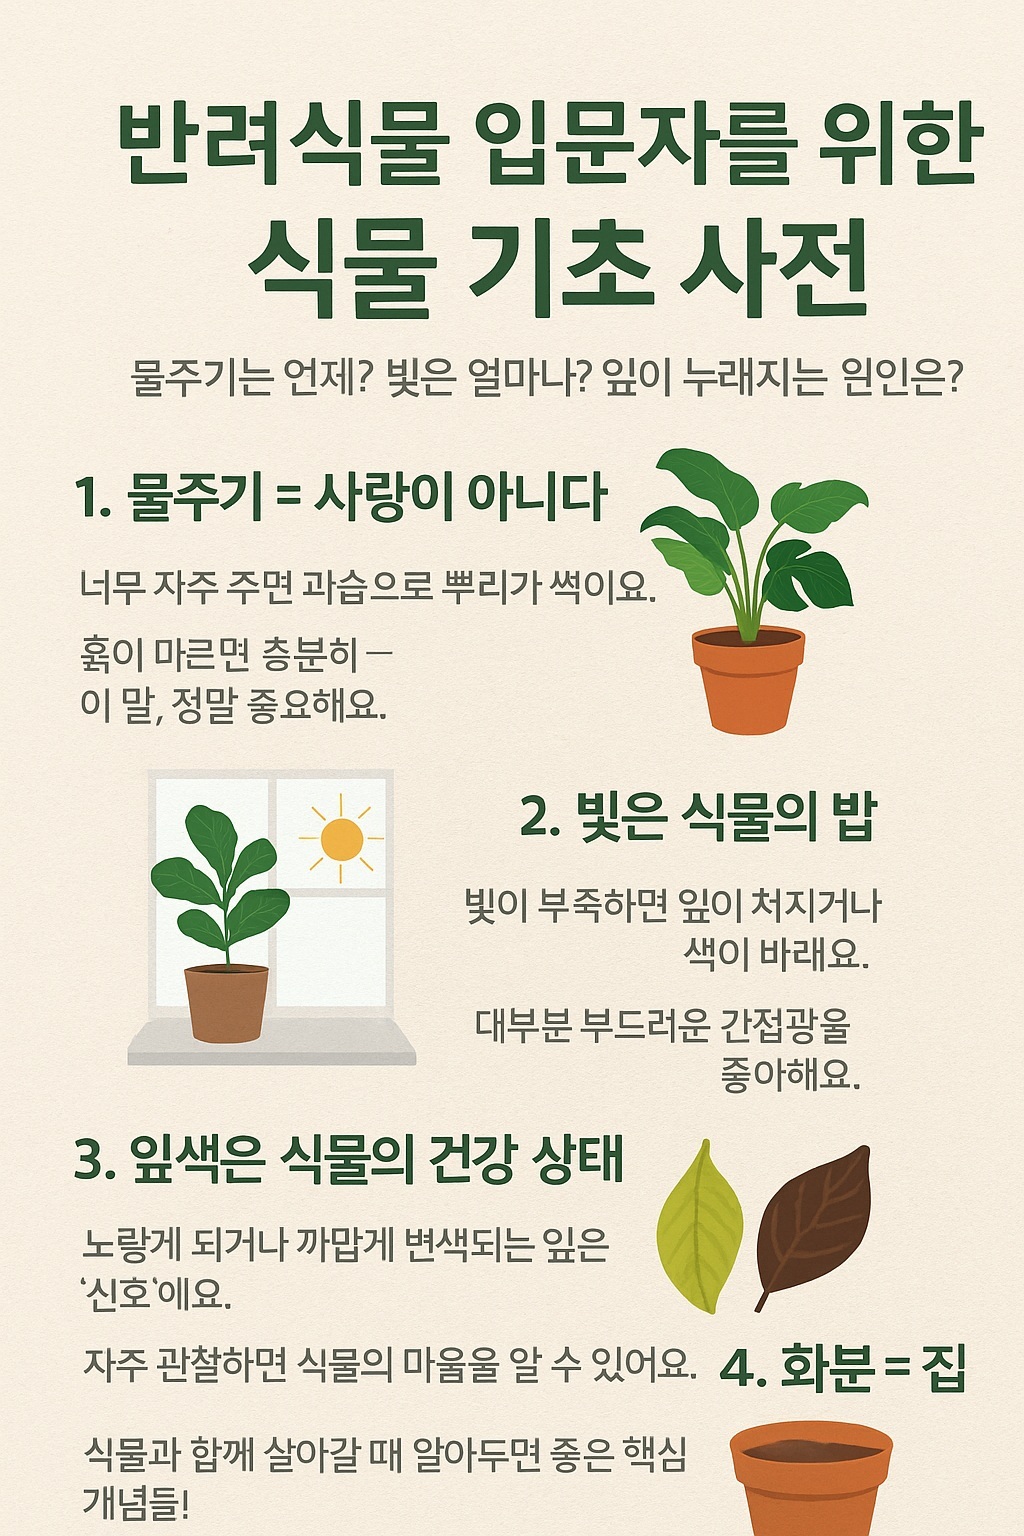 반려식물 입문자를 위한
식물 기초 사전
물주기는 언제? 빛은 얼마나? 잎이 누래지는 원인은?
1. 물주기 = 사랑이 아니다
너무 자주 주면 과습으로 뿌리가 썩이요.
흙이 마르면 층분히 —
이 말, 정말 중요해요.
2. 빛은 식물의 밥
빛이 부족하면 잎이 처지거나
색이 바래요.
대부분 부드러운 간접광을
좋아해요.
3. 잎색은 식물의 건강 상태
노랗게 되거나 까맙게 변색되는 잎은
‘신호‘에요.
자주 관찰하면 식물의 마움을 알 수 있어요.
4. 화분 = 집
식물과 함께 살아갈 때 알아두면 좋은 핵심
개념들!